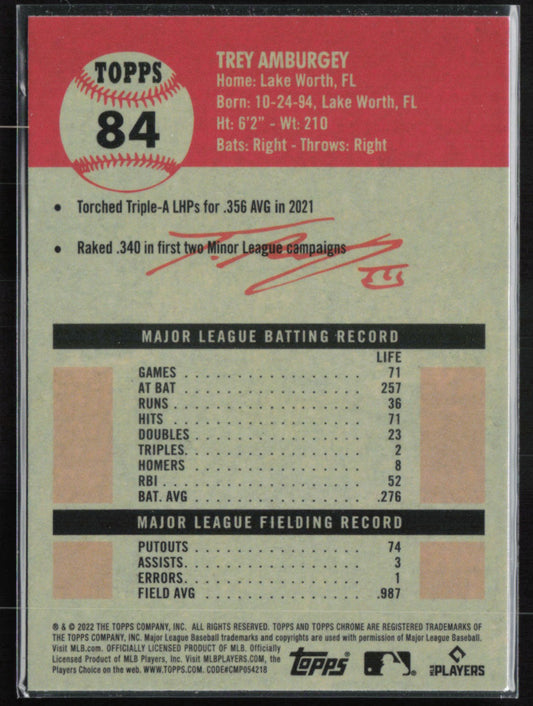 TOPPS
84
TREY AMBURGEY
Home: Lake Worth, FL
Born: 10-24-94, Lake Worth, FL
Ht: 6'2" - Wt: 210
Bats: Right - Throws: Right
• Torched Triple-A LHPs for .356 AVG in 2021
• Raked .340 in first two Minor League campaigns
MAJOR LEAGUE BATTING RECORD
LIFE
GAMES . . . . . . . . . . . . . . . . . . 71
AT BAT . . . . . . . . . . . . . . . . . . 257
RUNS . . . . . . . . . . . . . . . . . . . 36
HITS . . . . . . . . . . . . . . . . . . . 71
DOUBLES . . . . . . . . . . . . . . . . . 23
TRIPLES. . . . . . . . . . . . . . . . . . 2
HOMERS . . . . . . . . . . . . . . . . . 8
RBI . . . . . . . . . . . . . . . . . . . . 52
BAT. AVG . . . . . . . . . . . . . . . . .276
MAJOR LEAGUE FIELDING RECORD
PUTOUTS . . . . . . . . . . . . . . . . . 74
ASSISTS. . . . . . . . . . . . . . . . . . 3
ERRORS. . . . . . . . . . . . . . . . . . 1
FIELD AVG . . . . . . . . . . . . . . . . .987
® & © 2022 THE TOPPS COMPANY, INC. ALL RIGHTS RESERVED. TOPPS AND TOPPS CHROME ARE REGISTERED TRADEMARKS OF
THE TOPPS COMPANY, INC. Major League Baseball trademarks and copyrights are used with permission of Major League Baseball.
Visit MLB.com. OFFICIALLY LICENSED PRODUCT OF MLB. Officially
Licensed Product of MLB Players, Inc. Visit MLBPLAYERS.COM, the
Players Choice on the web. WWW.TOPPS.COM. CODE#CMP054218
Topps
MLB PLAYERS